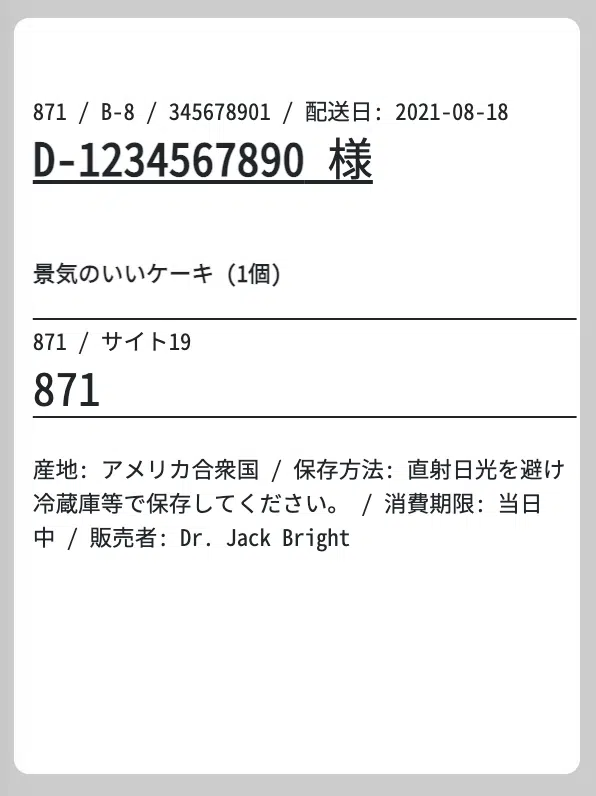 871 / B-8 / 345678901 / 配送日: 2021-08-18
D-1234567890 様
景気のいいケーキ (1個)
871 / サイト19
871
産地: アメリカ合衆国 / 保存方法: 直射日光を避け
冷蔵庫等で保存してください。 / 消費期限: 当日
中 / 販売者: Dr. Jack Bright